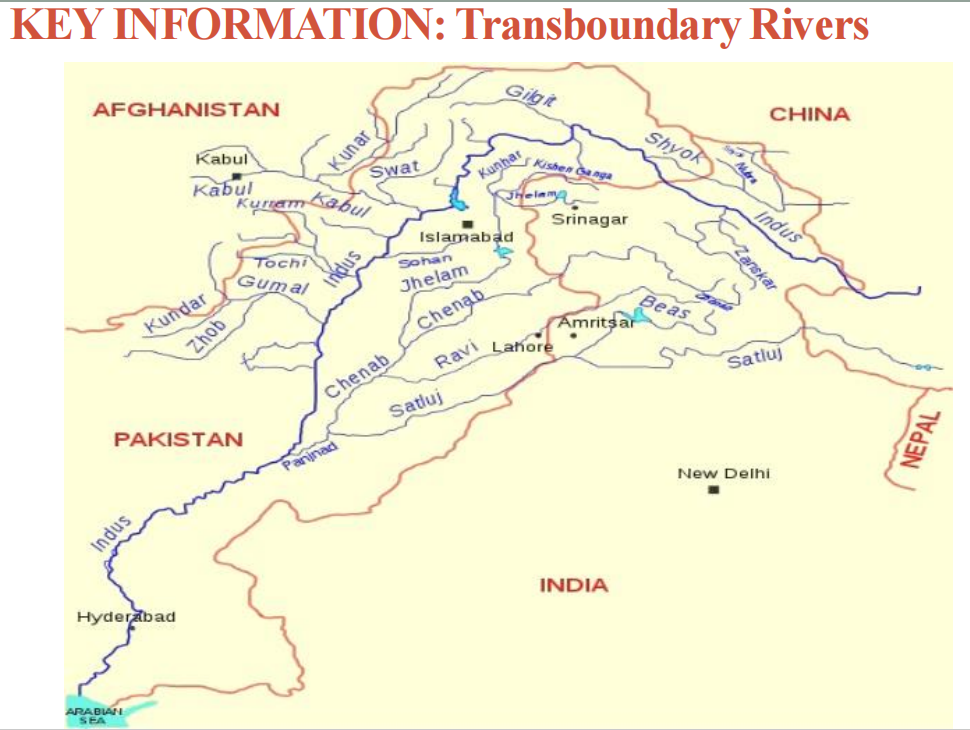 KEY INFORMATION: Transboundary Rivers
AFGHANISTAN
CHINA
Gilgit
Kunar
Shyok
Kabul
Swat
Kunhar
Kishen Ganga
Nubra
Kabul
Kurram
Kabul
Jhelam
Srinagar
Indus
Islamabad
Zanskar
Tochi
Indus
Sohan
Gumal
Jhelam
Kundar
Zhob
Chenab
Beas
Amritsar
Ravi
Lahore
Chenab
Satluj
Satluj
PAKISTAN
Panjnad
NEPAL
New Delhi
Indus
INDIA
Hyderabad
ARABIAN
SEA